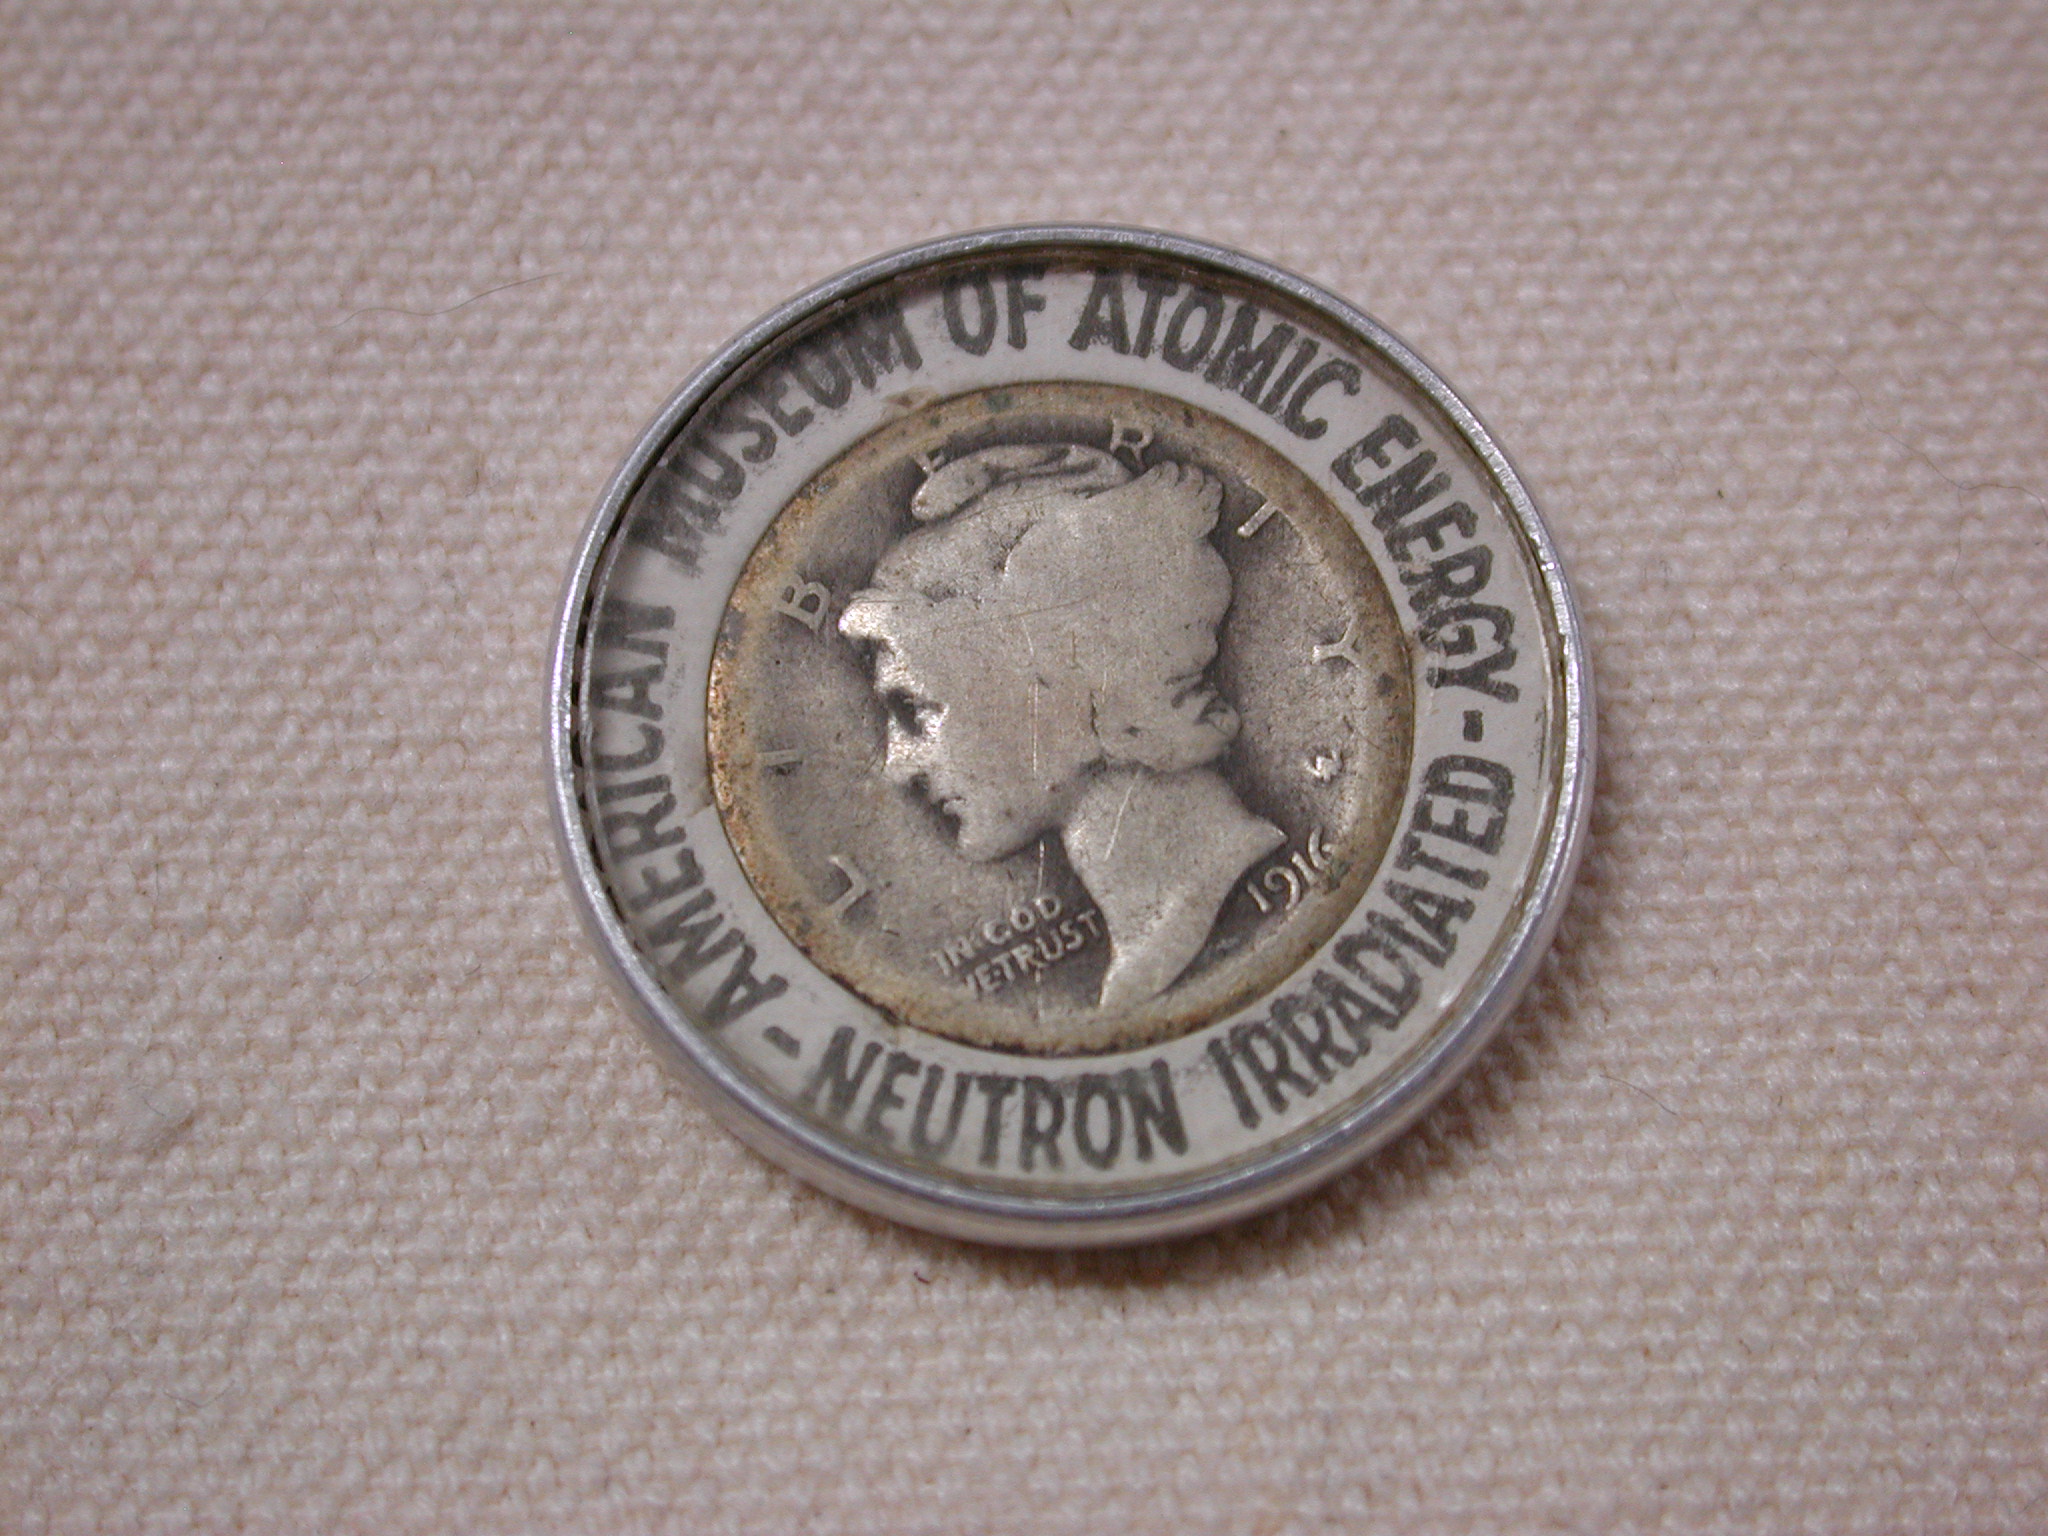 AMERICAN MUSEUM OF ATOMIC ENERGY-
NEUTRON IRRADIATED-
LIBERTY
IN GOD
WE TRUST
1916